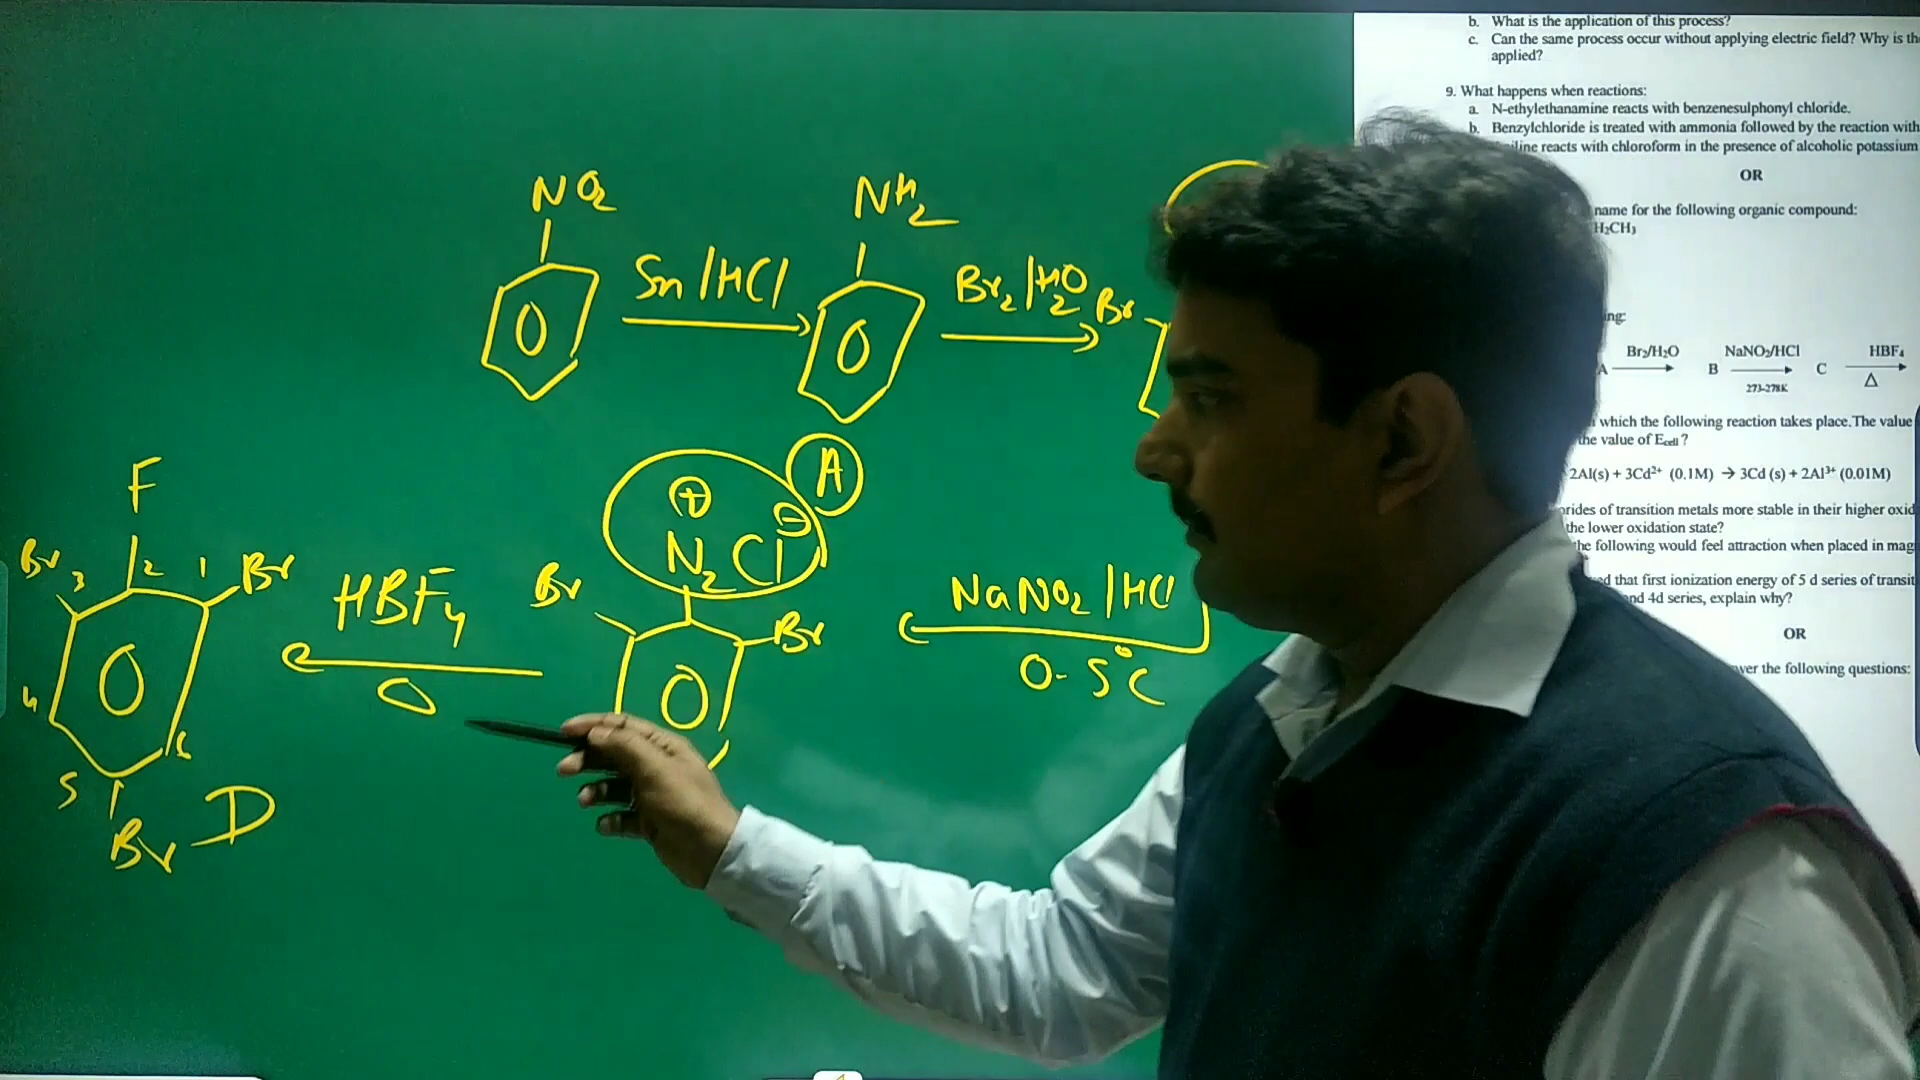 NO2
Sn/HCl
NH2
Br2/H2O
Br
F
Br 3 2 1 Br
4
5
6
Br
D
HBF4
A
⊕
⊖
N2Cl
Br
Br
NaNO2/HCl
0-5°C
b. What is the application of this process?
c. Can the same process occur without applying electric field? Why is th
applied?
9. What happens when reactions:
a. N-ethylethanamine reacts with benzenesulphonyl chloride.
b. Benzylchloride is treated with ammonia followed by the reaction with
iline reacts with chloroform in the presence of alcoholic potassium
OR
name for the following organic compound:
H2CH3
ing:
A Br2/H2O B NaNO2/HCl C HBF4
273-278K Δ
which the following reaction takes place.The value
the value of Ecell ?
2Al(s) + 3Cd2+ (0.1M) → 3Cd (s) + 2Al3+ (0.01M)
orides of transition metals more stable in their higher oxid
the lower oxidation state?
the following would feel attraction when placed in mag
ed that first ionization energy of 5 d series of transit
nd 4d series, explain why?
OR
wer the following questions: